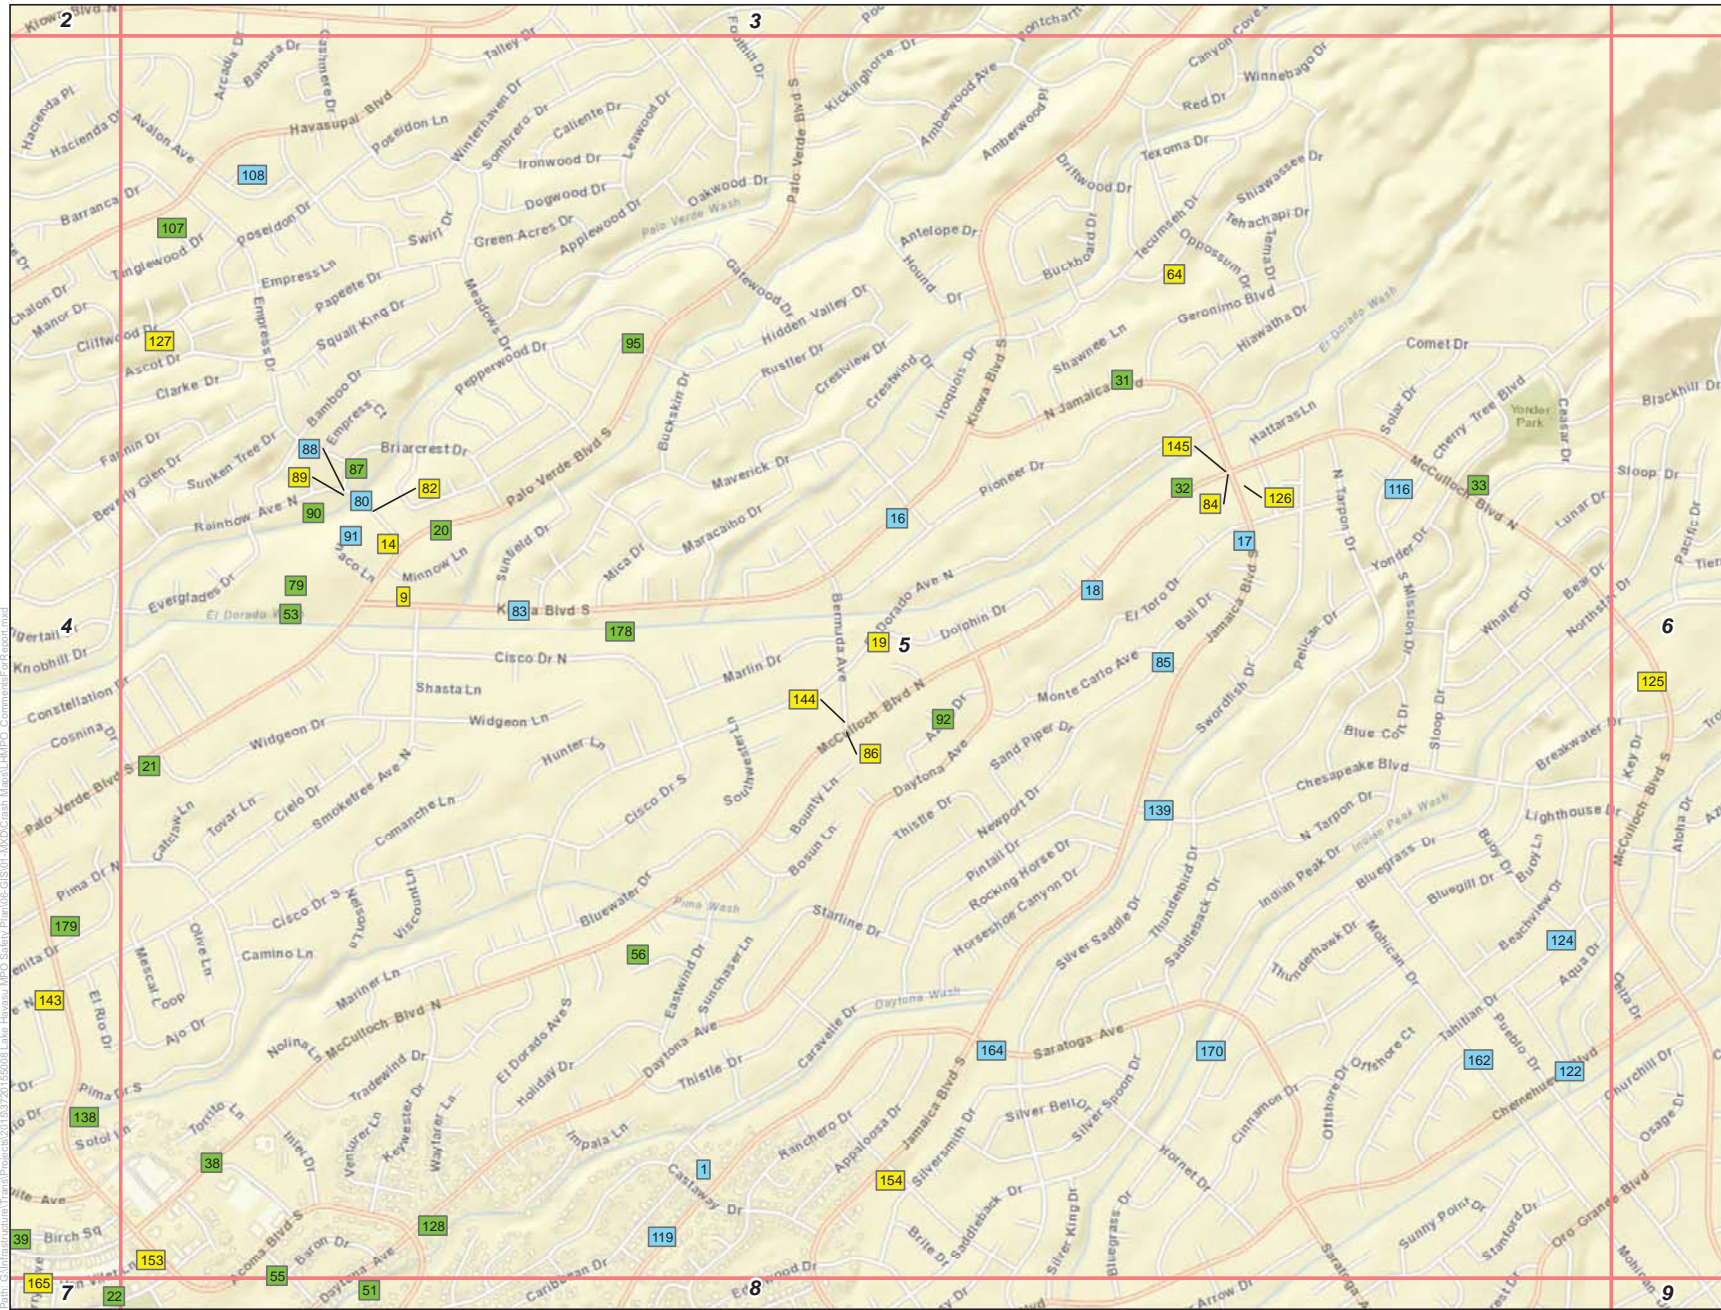 2
3
Kiowa Blvd N
Talley Dr
Foothill Dr
Canyon Cove
Arcadia Dr
Barbara Dr
Cashmere Dr
Kickinghorse Dr
Winnebago Dr
Hacienda Pl
Hacienda Dr
Avalon Ave
Havasupai Blvd
Poseidon Ln
Winterhaven Dr
Sombrero Dr
Caliente Dr
Leawood Dr
Palo Verde Blvd S
Amberwood Ave
Amberwood Pl
Red Dr
Texoma Dr
Ironwood Dr
108
Barranca Dr
Dogwood Dr
Oakwood Dr
Driftwood Dr
Shiawassee Dr
107
Poseidon Dr
Swirl Dr
Green Acres Dr
Applewood Dr
Palo Verde Wash
Antelope Dr
Buckboard Dr
Tecumseh Dr
Tehachapi Dr
Opossum Dr
Tema Dr
Tanglewood Dr
Empress Ln
Papeete Dr
Gatewood Dr
Hound Dr
64
Chalon Dr
Manor Dr
Empress Dr
Squall King Dr
Meadows Dr
Hidden Valley Dr
Geronimo Blvd
Hiawatha Dr
El Dorado Wash
Cliffwood Dr
127
Ascot Dr
Pepperwood Dr
95
Rustler Dr
Crestview Dr
Crestwind Dr
Iroquois Dr
Kiowa Blvd S
Shawnee Ln
Comet Dr
Clarke Dr
Bamboo Dr
Empress Ct
Buckskin Dr
31
N Jamaica
Hattaras Ln
Solar Dr
Cherry Tree Blvd
Yonder Park
Ceasar Dr
Blackhill Dr
Fannin Dr
Beverly Glen Dr
Sunken Tree Dr
88
87
Briarcrest Dr
Palo Verde Blvd S
Maverick Dr
Pioneer Dr
145
McCulloch Blvd N
Sloop Dr
89
80
82
32
84
126
N Tarpon Dr
116
33
Rainbow Ave N
90
91
14
20
Maracaibo Dr
16
17
Lunar Dr
Pacific Dr
Minnow Ln
Sunfield Dr
Mica Dr
Yonder Dr
79
53
9
83
Everglades Dr
El Dorado
Blvd S
178
Bermuda Ave
Dorado Ave N
18
El Toro Dr
Bali Dr
Jamaica Blvd S
S Mission Dr
Bear Dr
Whaler Dr
Northstar Dr
4
Knobhill Dr
Cisco Dr N
Marlin Dr
19
5
Dolphin Dr
85
Pelican Dr
6
Constellation Dr
Shasta Ln
144
McCulloch Blvd N
92
Monte Carlo Ave
Swordfish Dr
125
Cosnina Dr
Widgeon Dr
Widgeon Ln
Southwester Ln
86
Sand Piper Dr
Blue Colt Dr
Sloop Dr
Breakwater Dr
Key Dr
21
Palo Verde Blvd S
Hunter Ln
Smoketree Ave N
Daytona Ave
Chesapeake Blvd
McCulloch Blvd S
Catclaw Ln
Tovar Ln
Cielo Dr
Comanche Ln
Cisco Dr S
Bounty Ln
Thistle Dr
Newport Dr
139
N Tarpon Dr
Indian Peak Wash
Lighthouse Dr
Aloha Dr
Bosun Ln
Pintail Dr
Rocking Horse Dr
Pima Dr N
Cisco Dr S
Nelson Ln
Viscount Ln
Bluewater Dr
Pima Wash
Starline Dr
Horseshoe Canyon Dr
Silver Saddle Dr
Thunderbird Dr
Saddleback Dr
Indian Peak Dr
Bluegrass Dr
Bluegill Dr
Buoy Dr
Buoy Ln
Beachview Dr
179
Mescal Loop
Olive Ln
Camino Ln
56
Eastwind Dr
Sunchaser Ln
Thunderhawk Dr
Mohican Dr
124
Aqua Dr
Delta Dr
143
El Rio Dr
Mariner Ln
Daytona Wash
Ajo Dr
Nolina Ln
McCulloch Blvd N
El Dorado Ave S
Daytona Ave
Caravelle Dr
164
Saratoga Ave
170
Offshore Ct
Tahitian Dr
Pueblo Dr
162
122
Pima Dr S
Tradewind Dr
Holiday Dr
Thistle Dr
Jamaica Blvd S
Silver Bell Dr
Silver Spoon Dr
Cinnamon Dr
Offshore Dr
Churchill Dr
138
Sotol Ln
Torrito Ln
Inlet Dr
Venturer Ln
Keywester Dr
Wayfarer Ln
Impala Ln
Ranchero Dr
Appaloosa Dr
Silversmith Dr
Hornet Dr
Osage Dr
38
1
Castaway Dr
154
39
Birch Sq
Acoma Blvd S
Baron Dr
128
119
Brite Dr
Saddleback Dr
Silver King Dr
Bluegrass Dr
Sunny Point Dr
Stanford Dr
Oro Grande Blvd
165
153
55
Daytona Ave
51
Caribbean Dr
7
22
8
Arrow Dr
9